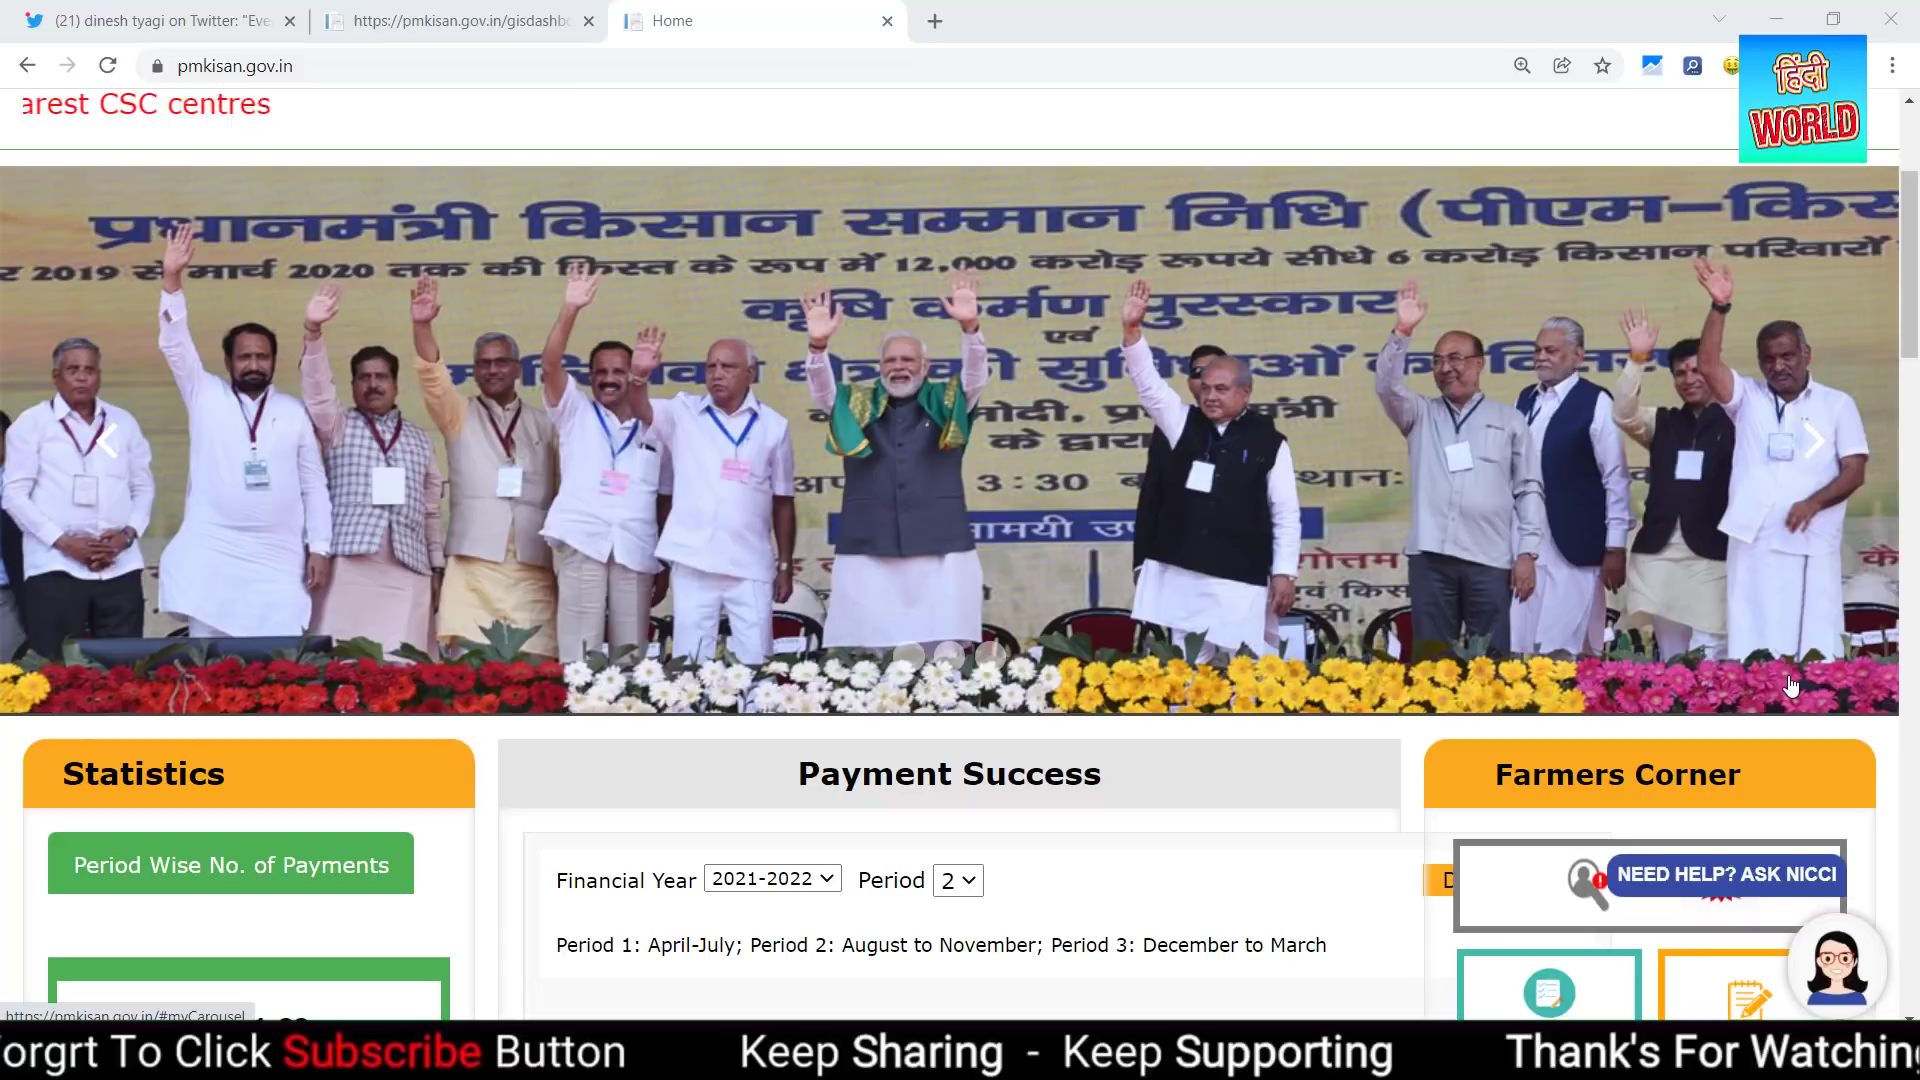 (21) dinesh tyagi on Twitter: "Eve
https://pmkisan.gov.in/gisdashb
Home
pmkisan.gov.in
हिंदी
WORLD
arest CSC centres
प्रधानमंत्री किसान सम्मान निधि (पीएम-किस
र 2019 से मार्च 2020 तक की किस्त के रूप में 12,000 करोड़ रूपये सीधे 6 करोड़ किसान परिवारों
कृषि कर्मण पुरस्कार
एवं
की सुविधाओं का
मोदी, प्रधानमंत्री
के द्वारा
3:30
Statistics
Payment Success
Farmers Corner
Period Wise No. of Payments
Financial Year 2021-2022 Period 2
D
NEED HELP? ASK NICCI
Period 1: April-July; Period 2: August to November; Period 3: December to March
https://pmkisan.gov.in/#myCarousel
orgrt To Click Subscribe Button Keep Sharing - Keep Supporting Thank's For Watching